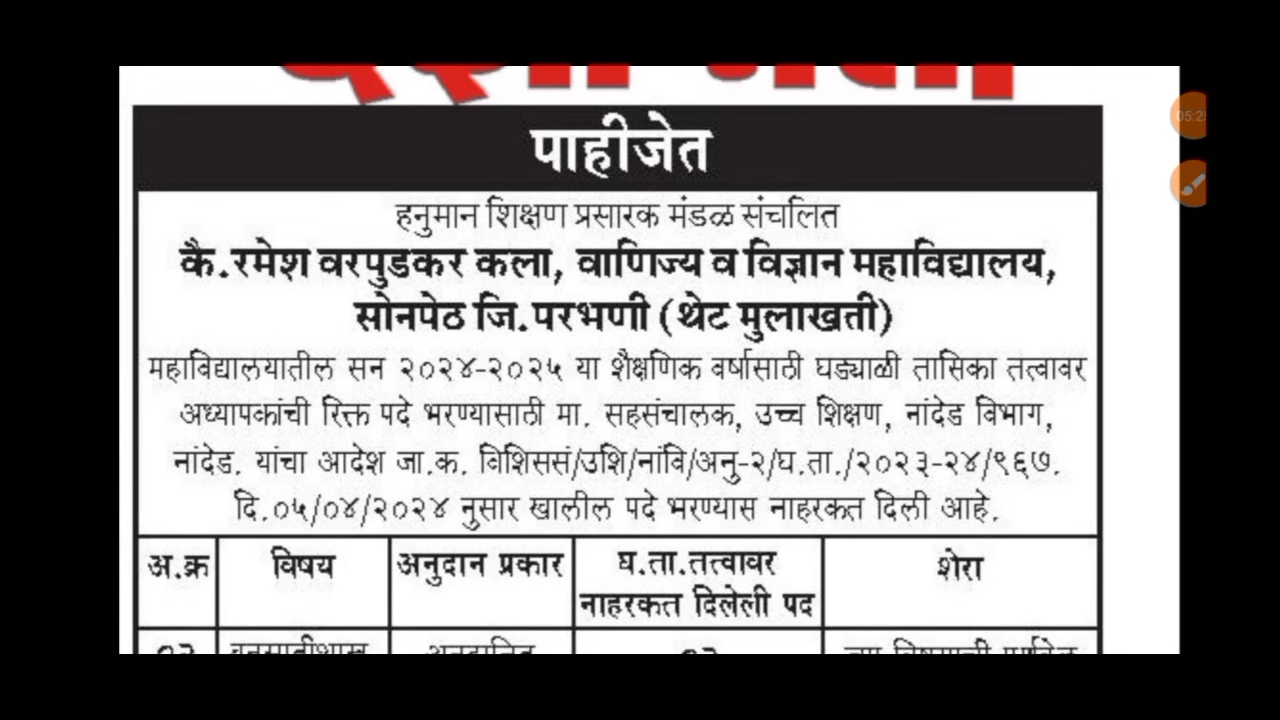 05:2
पाहीजेत
हनुमान शिक्षण प्रसारक मंडळ संचलित
कै.रमेश वरपुडकर कला, वाणिज्य व विज्ञान महाविद्यालय,
सोनपेठ जि.परभणी (थेट मुलाखती)
महाविद्यालयातील सन २०२४-२०२५ या शैक्षणिक वर्षासाठी घड्याळी तासिका तत्वावर
अध्यापकांची रिक्त पदे भरण्यासाठी मा. सहसंचालक, उच्च शिक्षण, नांदेड विभाग,
नांदेड. यांचा आदेश जा.क. विशिससं/उशि/नांवि/अनु-२/घ.ता./२०२३-२४/९६७.
दि.०५/०४/२०२४ नुसार खालील पदे भरण्यास नाहरकत दिली आहे.
अ.क्र विषय अनुदान प्रकार घ.ता.तत्वावर शेरा
नाहरकत दिलेली पद